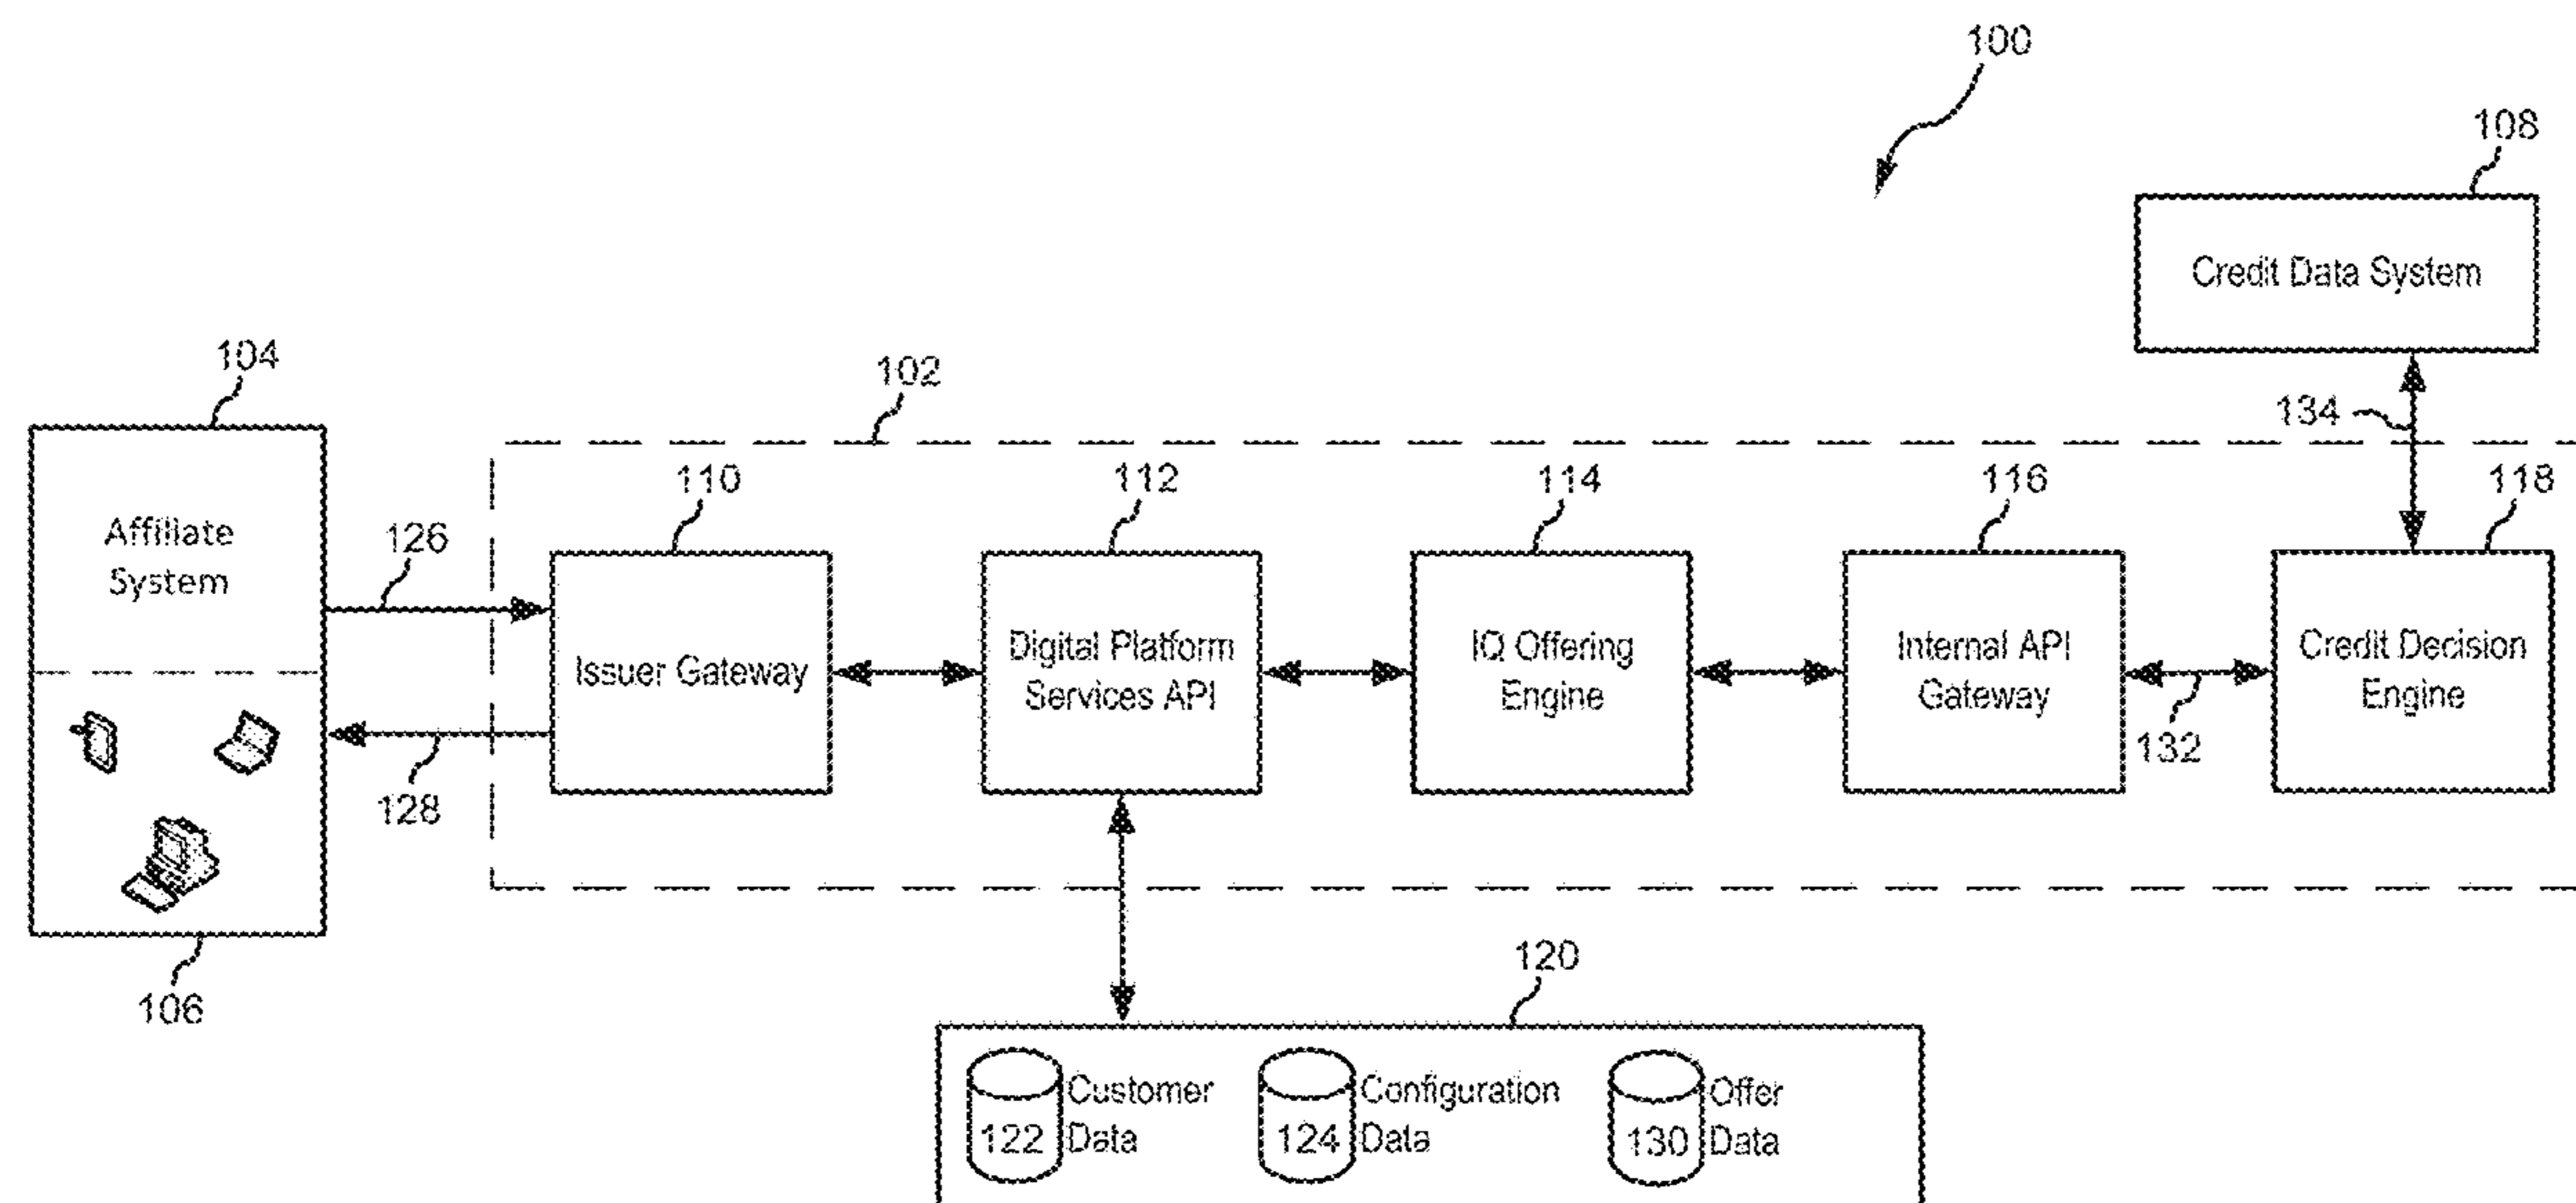 100
108
Credit Data System
104
102
134
110
112
114
116
118
Affiliate
System
126
Issuer Gateway
Digital Platform
Services API
IQ Offering
Engine
Internal API
Gateway
Credit Decision
Engine
128
132
106
120
Customer
Data
122
Configuration
Data
124
Offer
Data
130